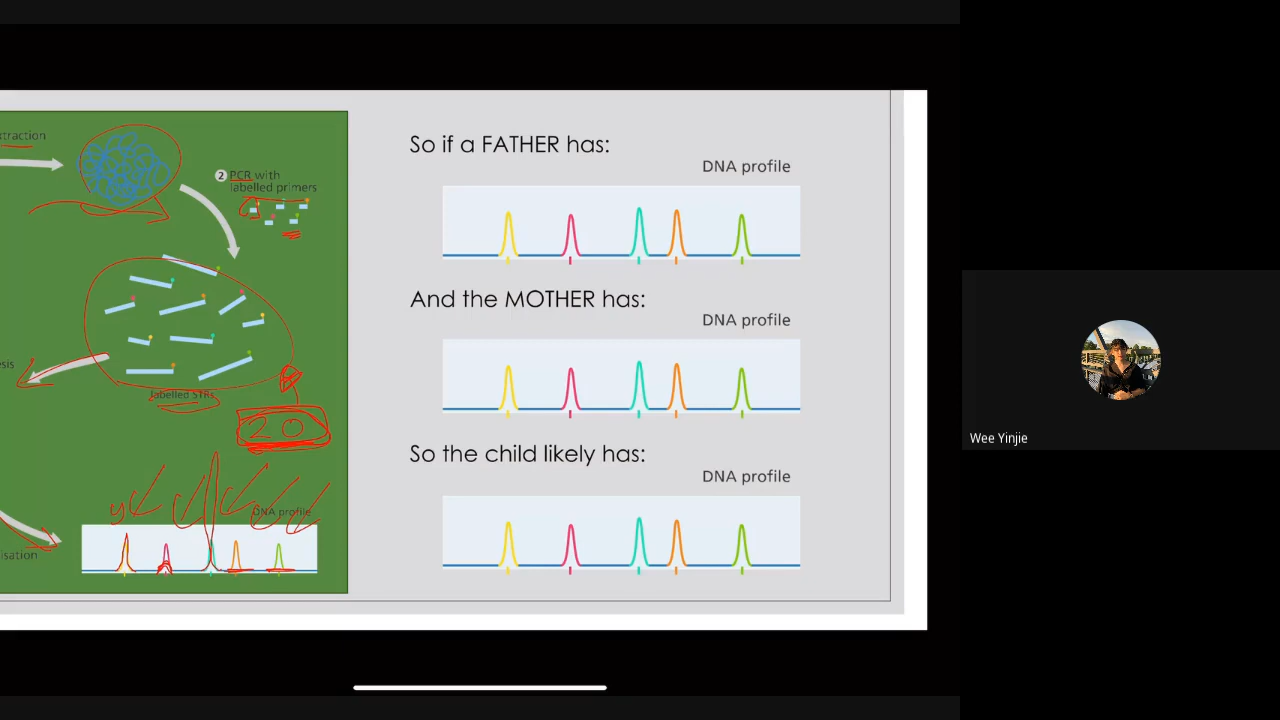 traction
2 PCR with
labelled primers
esis
labelled STRs
20
y
DNA profile
isation
So if a FATHER has:
DNA profile
And the MOTHER has:
DNA profile
So the child likely has:
DNA profile
Wee Yinjie